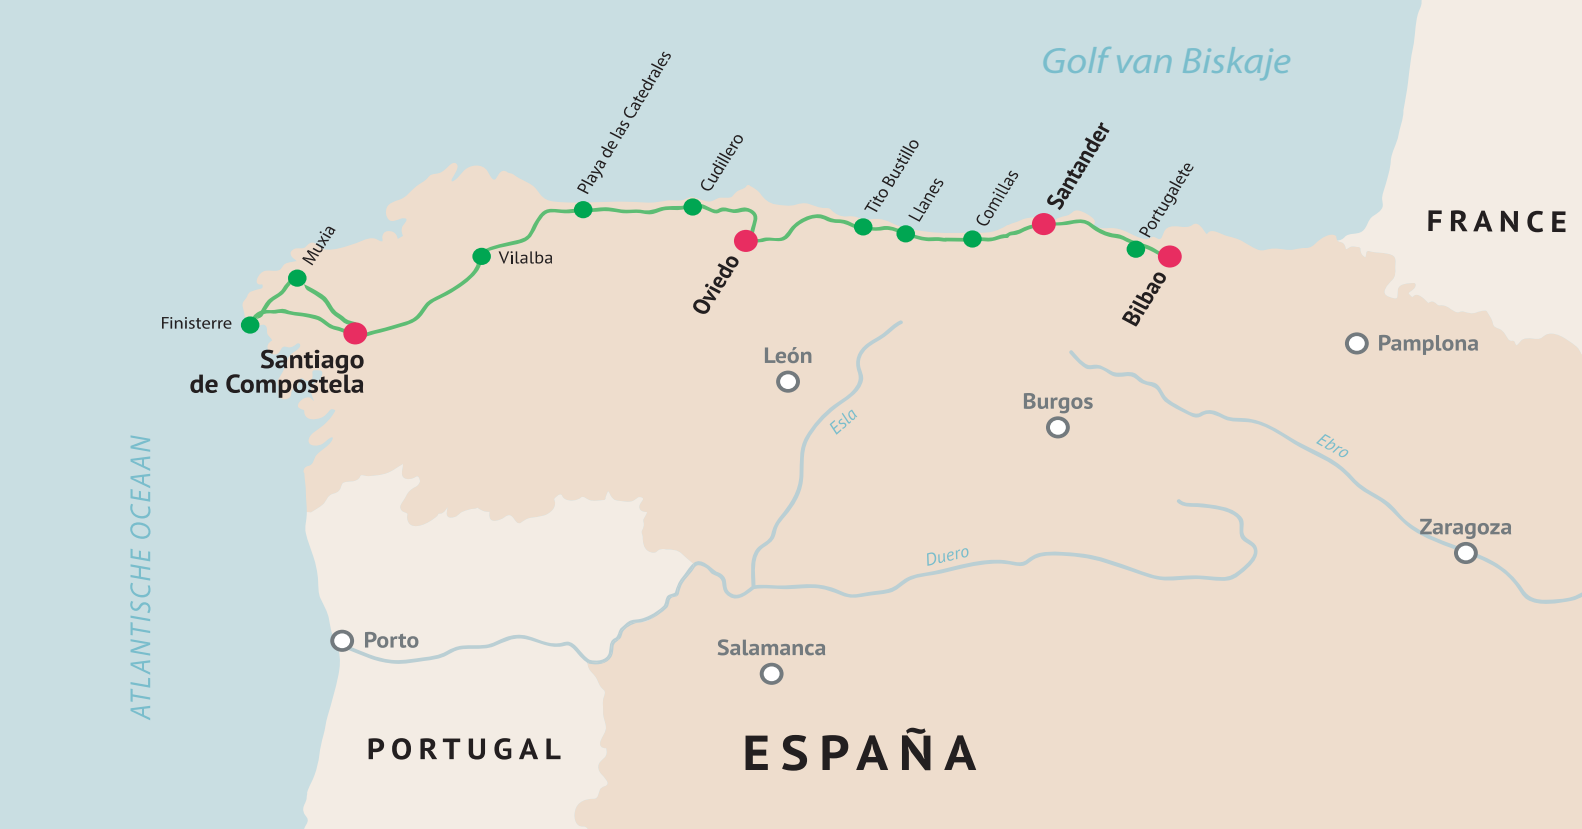 Golf van Biskaje
Playa de las Catedrales
Cudillero
Tito Bustillo
Llanes
Comillas
Santander
Portugalete
FRANCE
Muxia
Vilalba
Oviedo
Bilbao
Finisterre
Santiago
de Compostela
León
Pamplona
Burgos
Esla
Ebro
ATLANTISCHE OCEAAN
Zaragoza
Duero
Porto
Salamanca
PORTUGAL
ESPAÑA